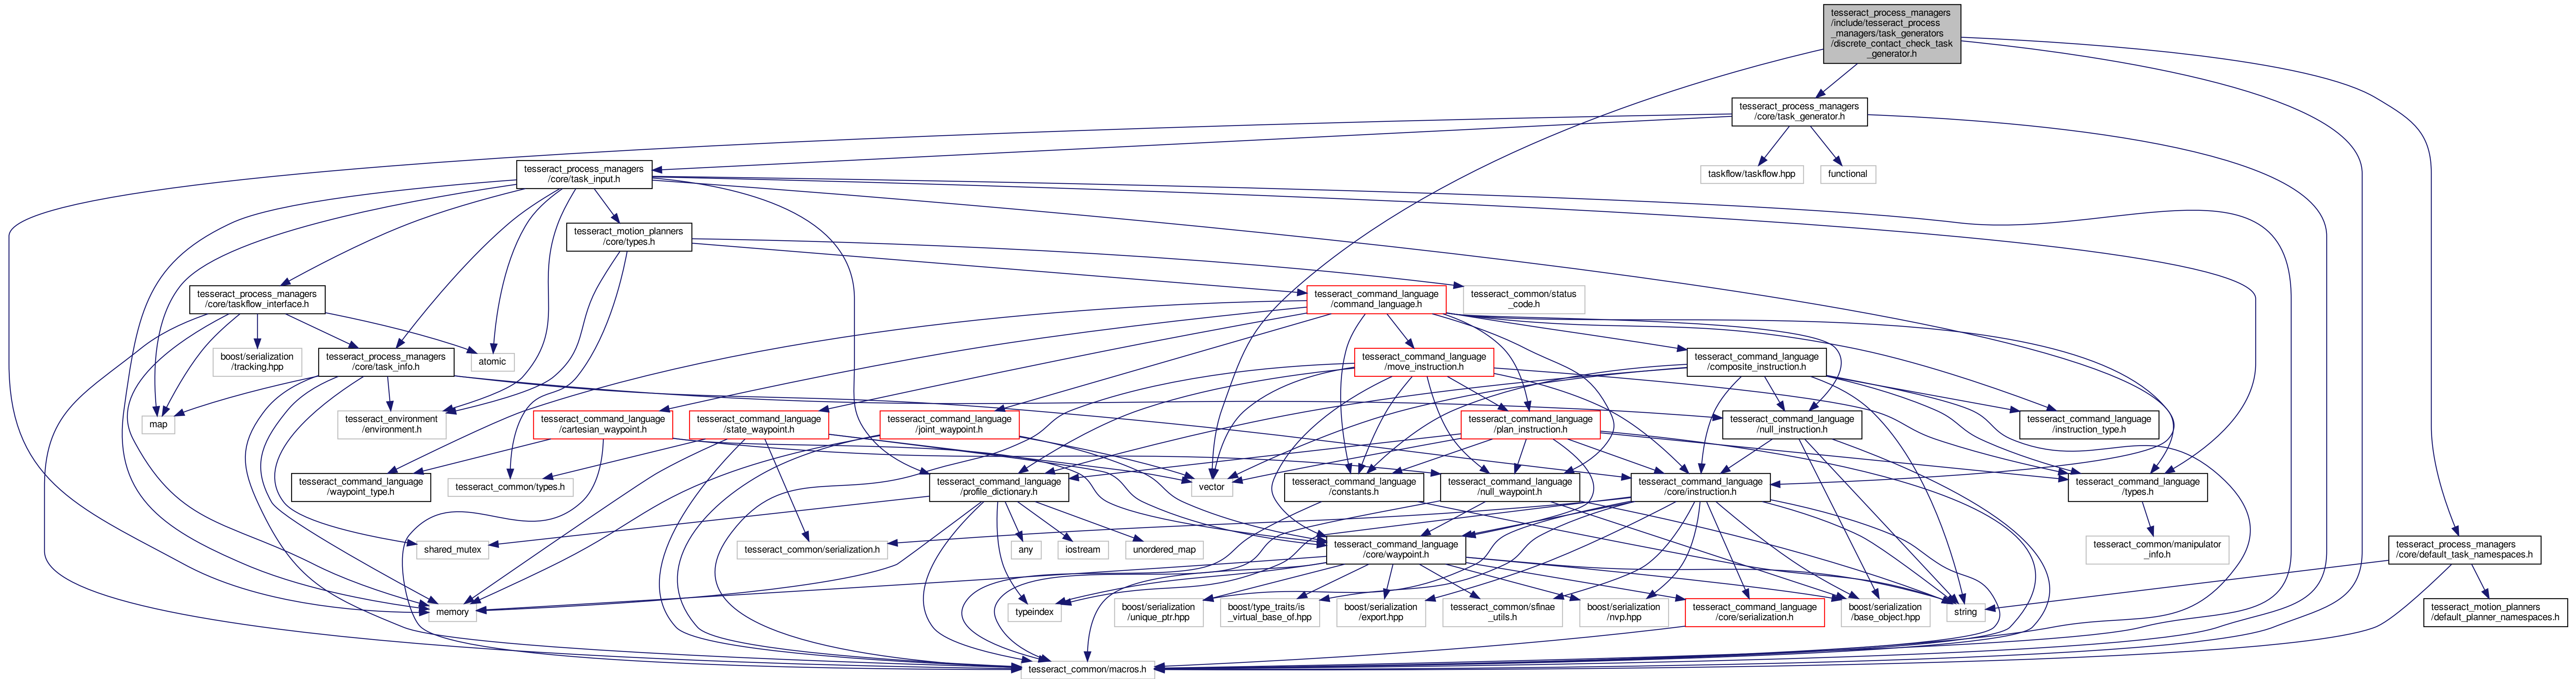 tesseract_process_managers
/include/tesseract_process
_managers/task_generators
/discrete_contact_check_task
_generator.h
tesseract_process_managers
/core/task_generator.h
tesseract_process_managers
/core/task_input.h
taskflow/taskflow.hpp
functional
tesseract_motion_planners
/core/types.h
tesseract_process_managers
/core/taskflow_interface.h
tesseract_command_language
/command_language.h
tesseract_common/status
_code.h
boost/serialization
/tracking.hpp
tesseract_process_managers
/core/task_info.h
atomic
tesseract_command_language
/move_instruction.h
tesseract_command_language
/composite_instruction.h
map
tesseract_environment
/environment.h
tesseract_command_language
/cartesian_waypoint.h
tesseract_command_language
/state_waypoint.h
tesseract_command_language
/joint_waypoint.h
tesseract_command_language
/plan_instruction.h
tesseract_command_language
/null_instruction.h
tesseract_command_language
/instruction_type.h
tesseract_command_language
/waypoint_type.h
tesseract_common/types.h
tesseract_command_language
/profile_dictionary.h
vector
tesseract_command_language
/constants.h
tesseract_command_language
/null_waypoint.h
tesseract_command_language
/core/instruction.h
tesseract_command_language
/types.h
shared_mutex
tesseract_common/serialization.h
any
iostream
unordered_map
tesseract_command_language
/core/waypoint.h
tesseract_common/manipulator
_info.h
tesseract_process_managers
/core/default_task_namespaces.h
memory
typeindex
boost/serialization
/unique_ptr.hpp
boost/type_traits/is
_virtual_base_of.hpp
boost/serialization
/export.hpp
tesseract_common/sfinae
_utils.h
boost/serialization
/nvp.hpp
tesseract_command_language
/core/serialization.h
boost/serialization
/base_object.hpp
string
tesseract_motion_planners
/default_planner_namespaces.h
tesseract_common/macros.h